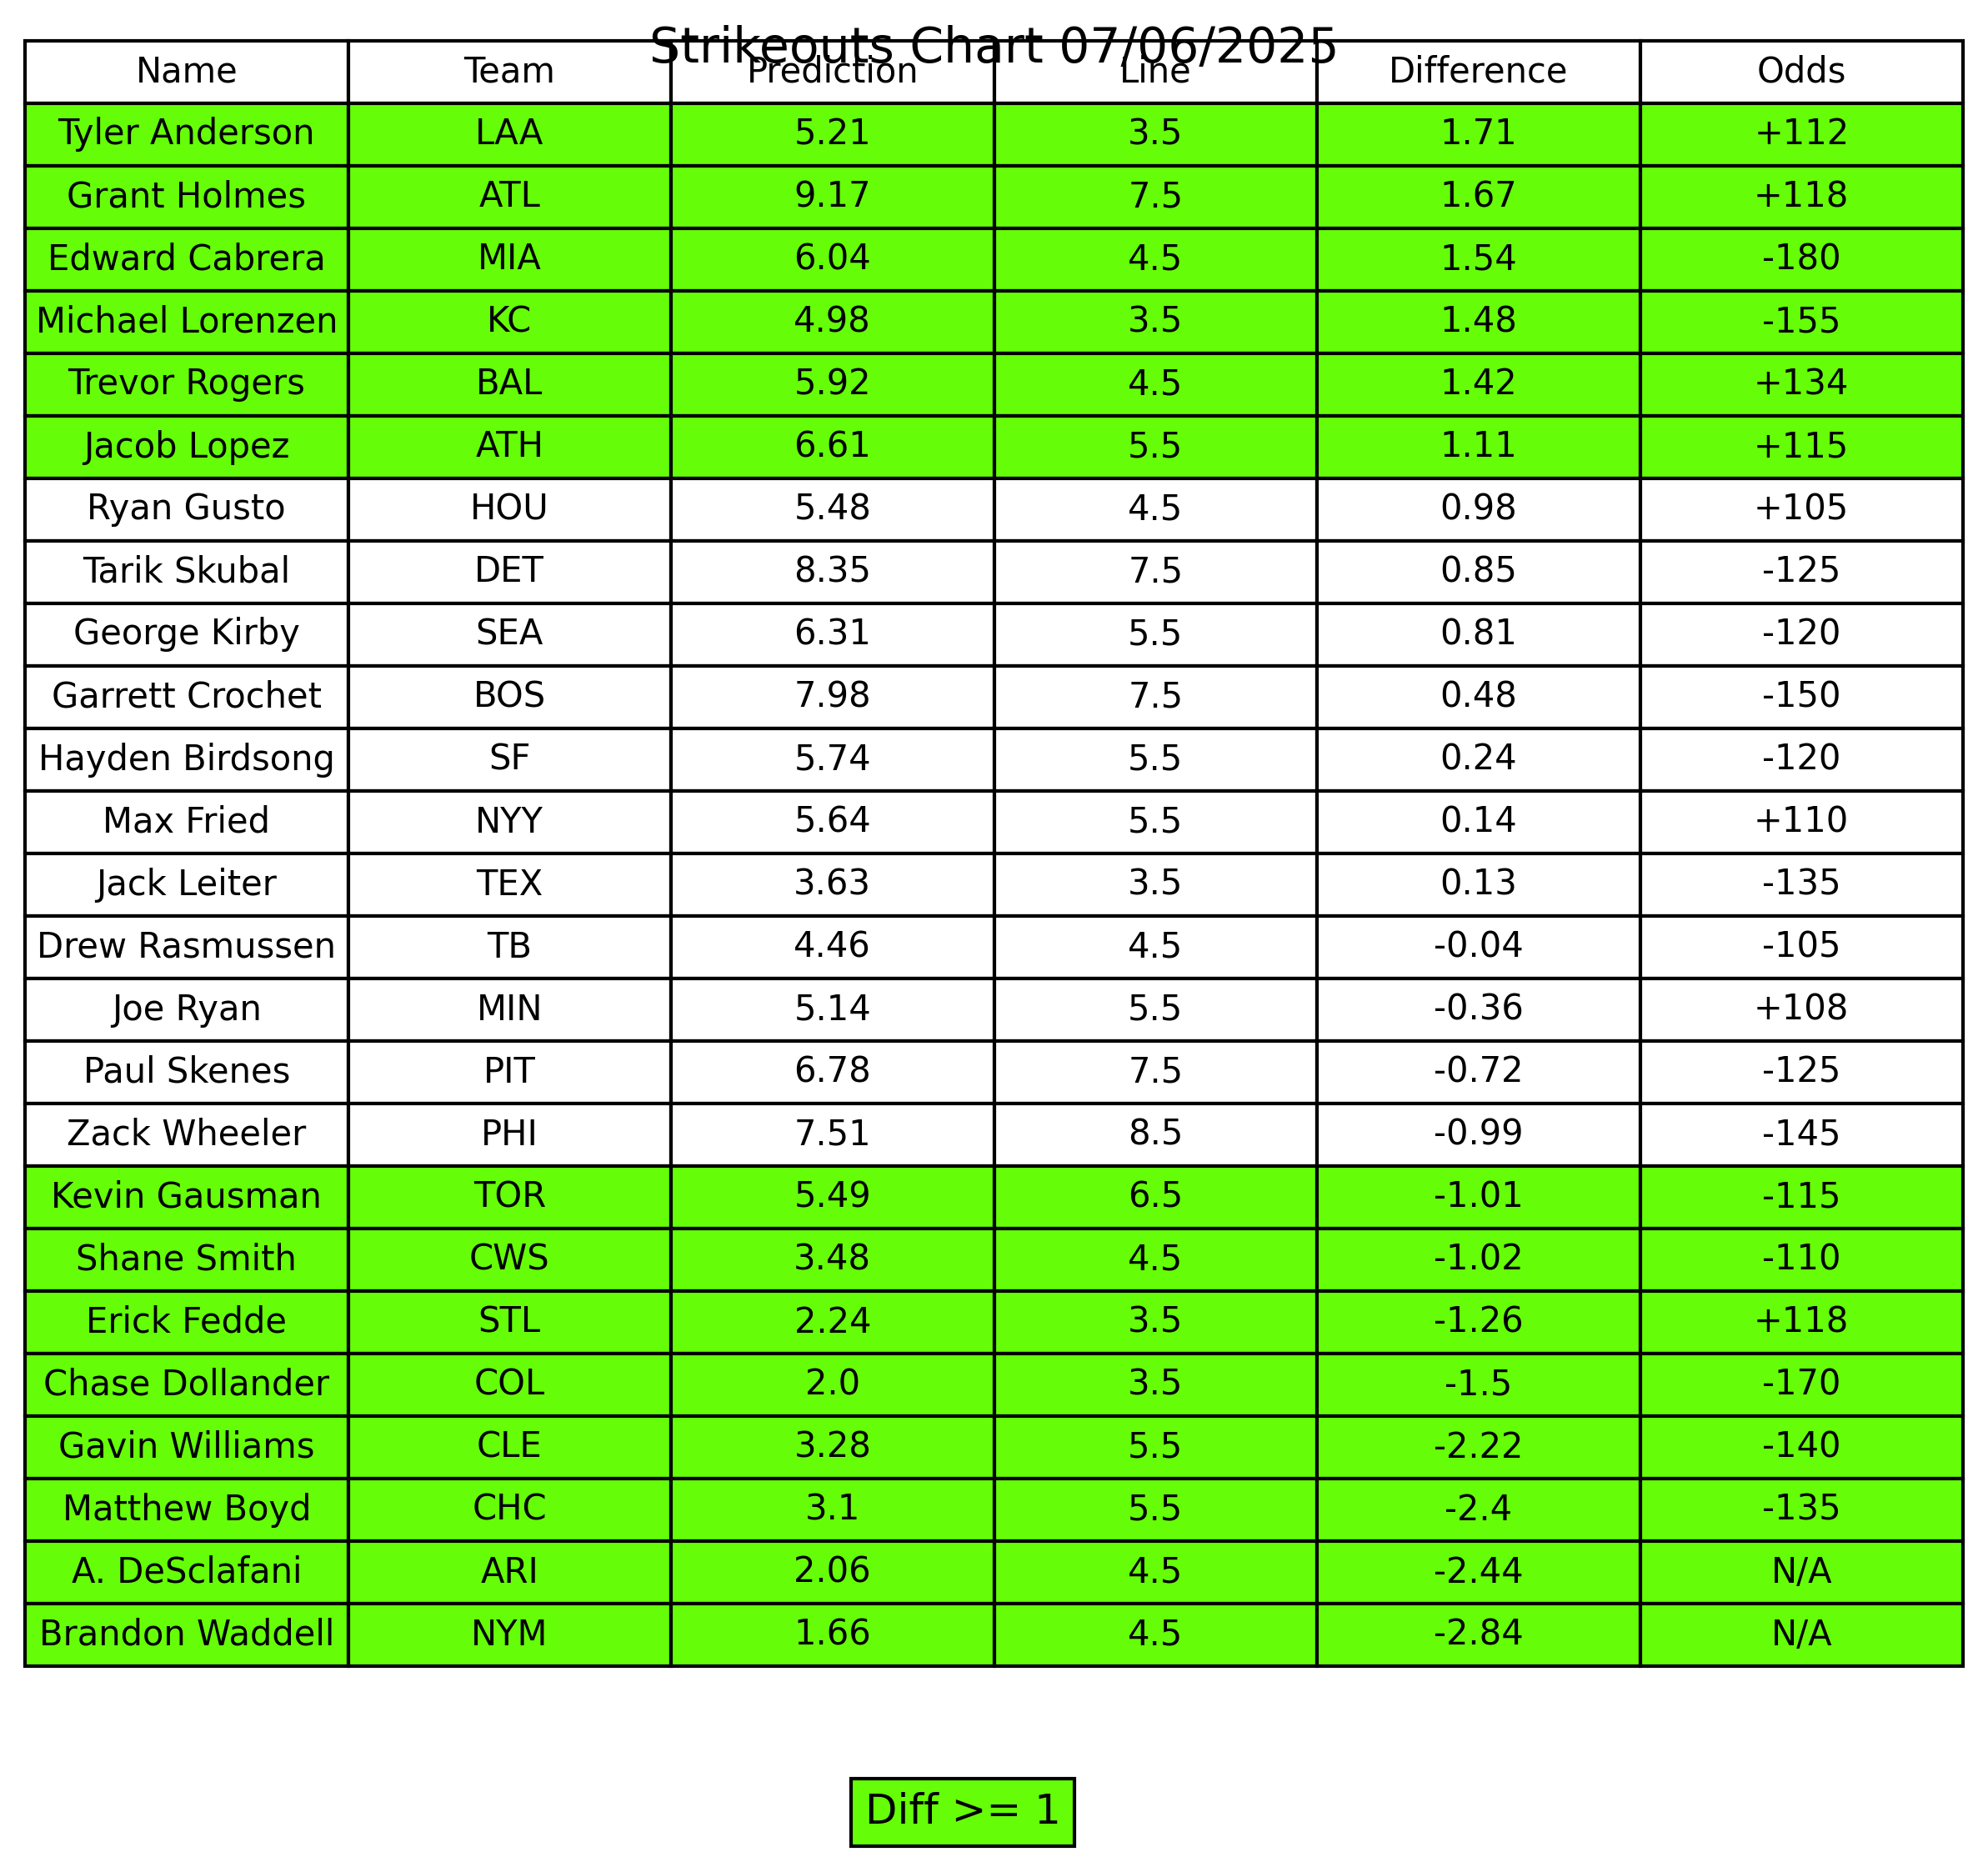 Strikeouts Chart 07/06/2025
Name Team Prediction Line Difference Odds
Tyler Anderson LAA 5.21 3.5 1.71 +112
Grant Holmes ATL 9.17 7.5 1.67 +118
Edward Cabrera MIA 6.04 4.5 1.54 -180
Michael Lorenzen KC 4.98 3.5 1.48 -155
Trevor Rogers BAL 5.92 4.5 1.42 +134
Jacob Lopez ATH 6.61 5.5 1.11 +115
Ryan Gusto HOU 5.48 4.5 0.98 +105
Tarik Skubal DET 8.35 7.5 0.85 -125
George Kirby SEA 6.31 5.5 0.81 -120
Garrett Crochet BOS 7.98 7.5 0.48 -150
Hayden Birdsong SF 5.74 5.5 0.24 -120
Max Fried NYY 5.64 5.5 0.14 +110
Jack Leiter TEX 3.63 3.5 0.13 -135
Drew Rasmussen TB 4.46 4.5 -0.04 -105
Joe Ryan MIN 5.14 5.5 -0.36 +108
Paul Skenes PIT 6.78 7.5 -0.72 -125
Zack Wheeler PHI 7.51 8.5 -0.99 -145
Kevin Gausman TOR 5.49 6.5 -1.01 -115
Shane Smith CWS 3.48 4.5 -1.02 -110
Erick Fedde STL 2.24 3.5 -1.26 +118
Chase Dollander COL 2.0 3.5 -1.5 -170
Gavin Williams CLE 3.28 5.5 -2.22 -140
Matthew Boyd CHC 3.1 5.5 -2.4 -135
A. DeSclafani ARI 2.06 4.5 -2.44 N/A
Brandon Waddell NYM 1.66 4.5 -2.84 N/A
Diff >= 1